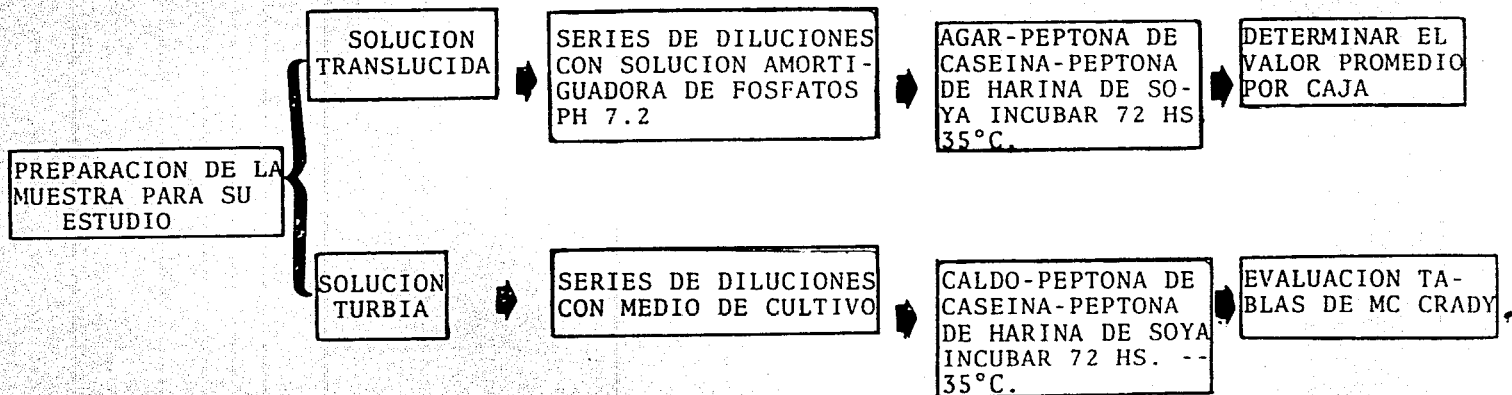 PREPARACION DE LA
MUESTRA PARA SU
ESTUDIO
SOLUCION
TRANSLUCIDA
SERIES DE DILUCIONES
CON SOLUCION AMORTI-
GUADORA DE FOSFATOS
PH 7.2
AGAR-PEPTONA DE
CASEINA-PEPTONA
DE HARINA DE SO-
YA INCUBAR 72 HS
35°C.
DETERMINAR EL
VALOR PROMEDIO
POR CAJA
SOLUCION
TURBIA
SERIES DE DILUCIONES
CON MEDIO DE CULTIVO
CALDO-PEPTONA DE
CASEINA-PEPTONA
DE HARINA DE SOYA
INCUBAR 72 HS. --
35°C.
EVALUACION TA-
BLAS DE MC CRADY